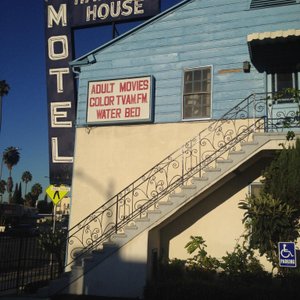 HOUSE
MOTEL
ADULT MOVIES
COLOR TV AM. FM.
WATER BED
PARKING